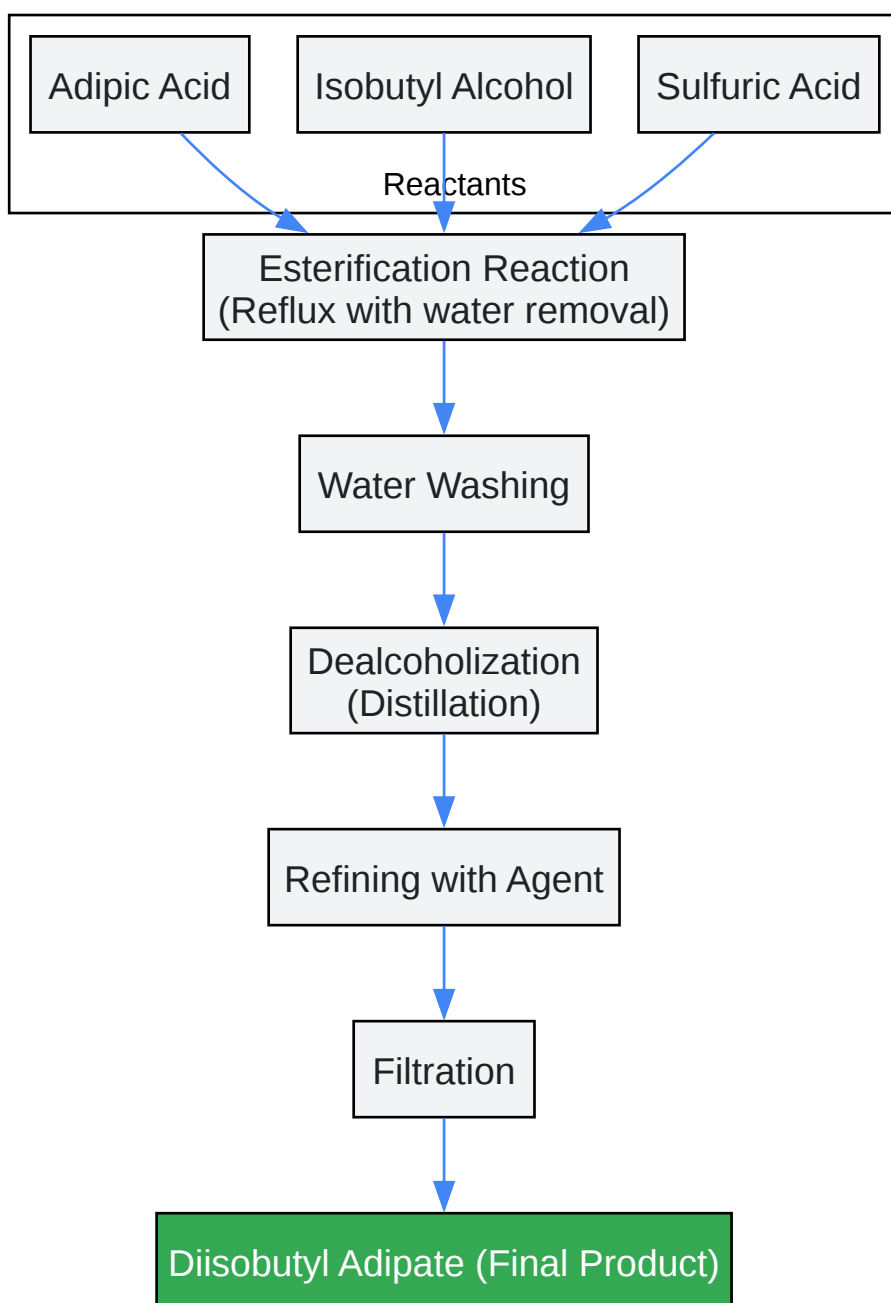 Adipic Acid
Isobutyl Alcohol
Sulfuric Acid
Reactants
Esterification Reaction
(Reflux with water removal)
Water Washing
Dealcoholization
(Distillation)
Refining with Agent
Filtration
Diisobutyl Adipate (Final Product)